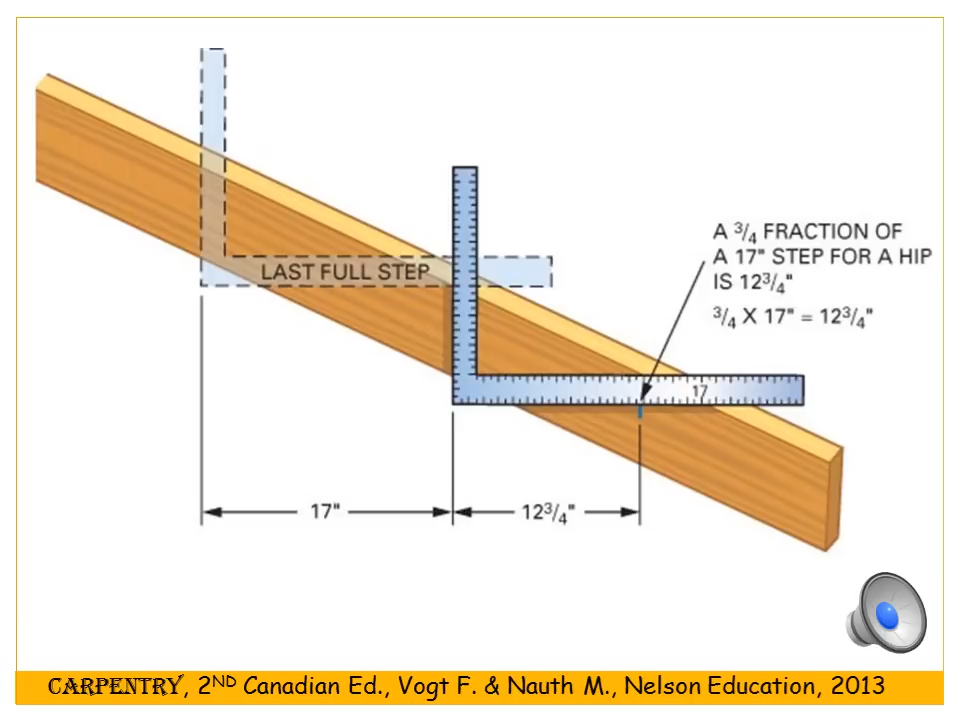 A 3/4 FRACTION OF
A 17" STEP FOR A HIP
IS 12 3/4"
3/4 X 17" = 12 3/4"
LAST FULL STEP
17
17"
12 3/4"
CARPENTRY, 2ND Canadian Ed., Vogt F. & Nauth M., Nelson Education, 2013